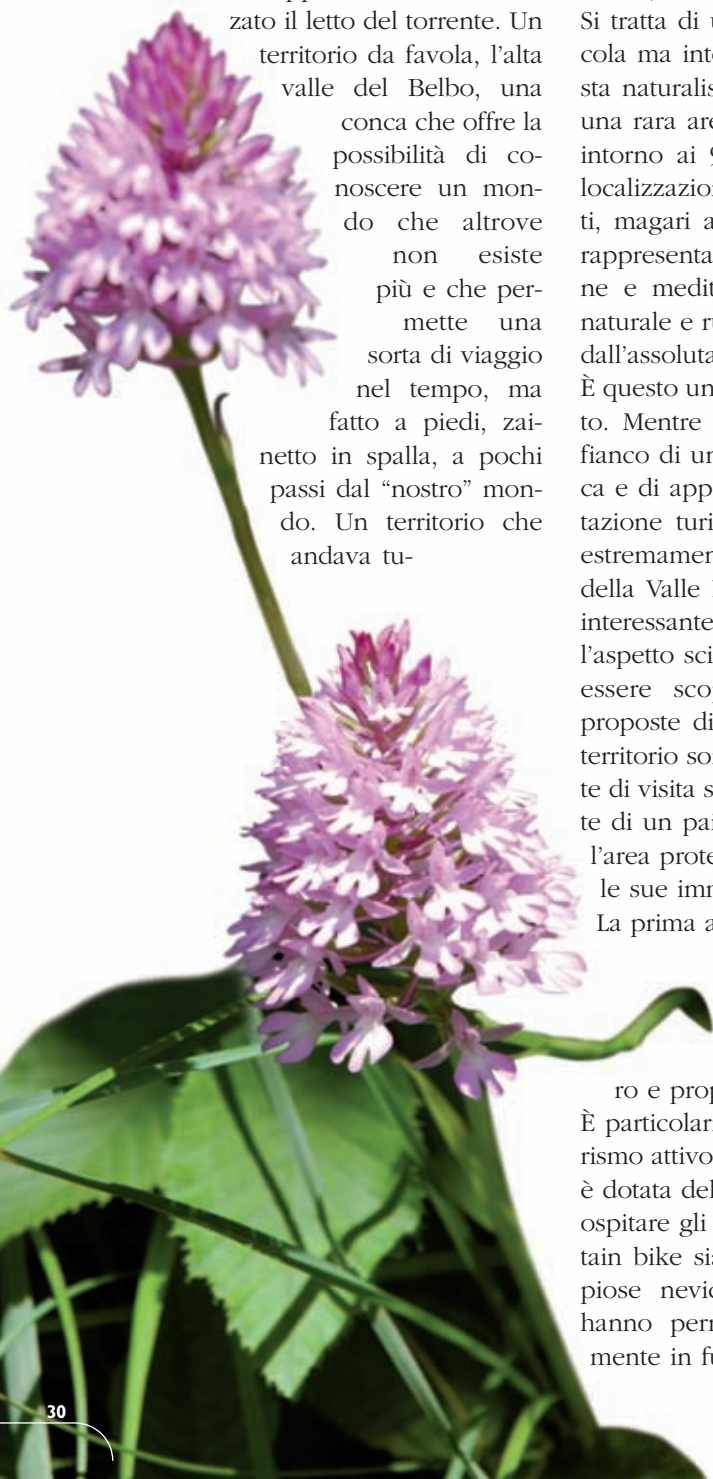 zato il letto del torrente. Un
territorio da favola, l’alta
valle del Belbo, una
conca che offre la
possibilità di co-
noscere un mon-
do che altrove
non esiste
più e che per-
mette una
sorta di viaggio
nel tempo, ma
fatto a piedi, zai-
netto in spalla, a pochi
passi dal “nostro” mon-
do. Un territorio che
andava tu-
Si tratta di u
cola ma inte
sta naturalis
una rara are
intorno ai 9
localizzazion
ti, magari a
rappresenta
ne e medit
naturale e ru
dall'assoluta
È questo un
to. Mentre
fianco di un
ca e di app
tazione turi
estremamen
della Valle
interessante
l'aspetto sci
essere scop
proposte di
territorio son
te di visita s
te di un pai
l'area prote
le sue imm
La prima a
ro e prop
È particolar
rismo attivo
è dotata del
ospitare gli
tain bike sia
piose nevic
hanno perm
mente in fu
30